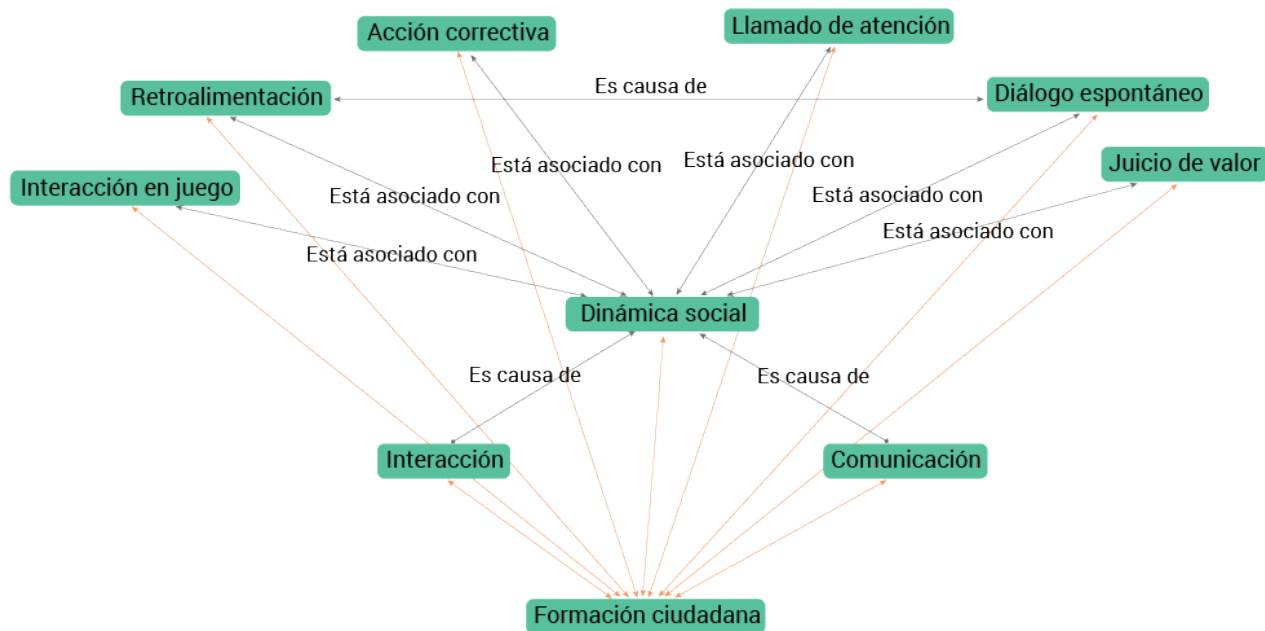 Llamado de atención
Acción correctiva
Es causa de
Retroalimentación
Diálogo espontáneo
Está asociado con
Está asociado con
Juicio de valor
Interacción en juego
Está asociado con
Está asociado con
Está asociado con
Está asociado con
Dinámica social
Es causa de
Es causa de
Interacción
Comunicación
Formación ciudadana